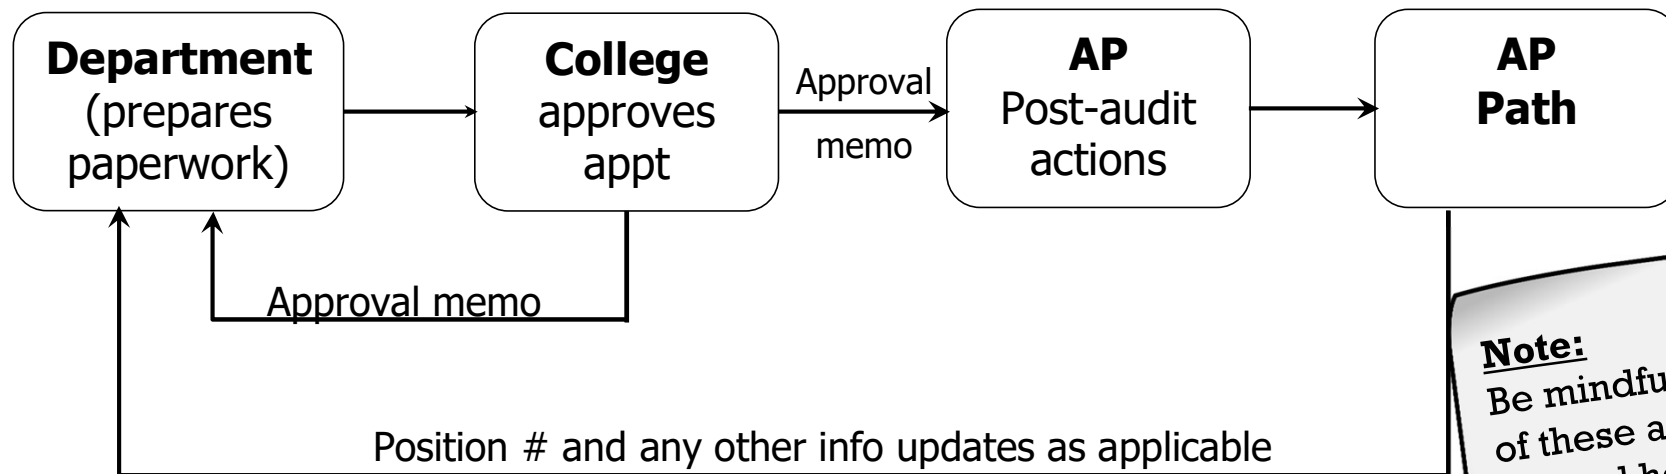 Department
(prepares
paperwork)
College
approves
appt
Approval
memo
AP
Post-audit
actions
AP
Path
Approval memo
Position # and any other info updates as applicable
Note:
Be
of these